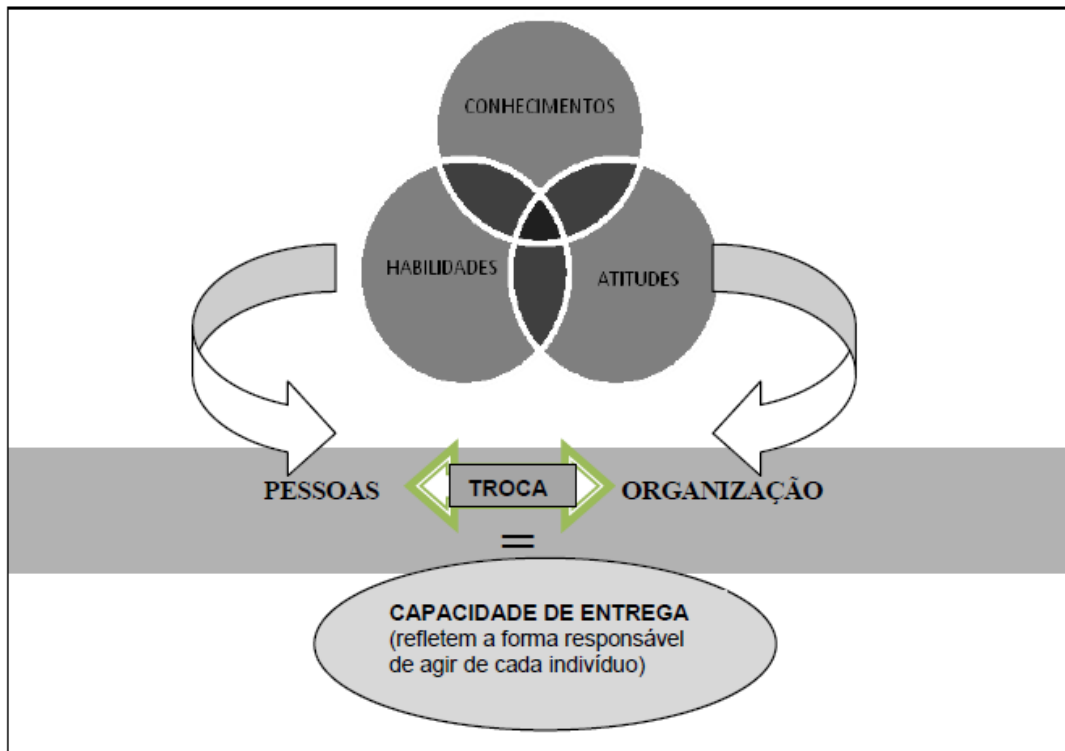 CONHECIMENTOS
HABILIDADES
ATITUDES
PESSOAS
TROCA
ORGANIZAÇÃO
=
CAPACIDADE DE ENTREGA
(refletem a forma responsável
de agir de cada indivíduo)